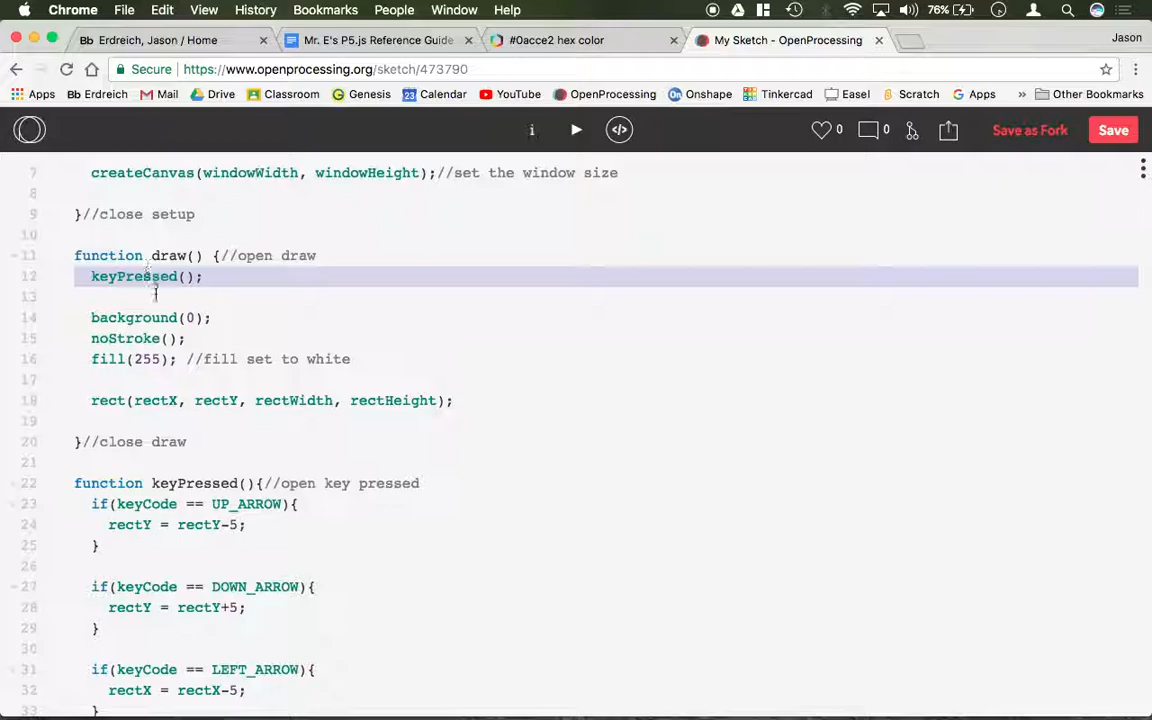 Chrome File Edit View History Bookmarks People Window Help 76%
Bb Erdreich, Jason / Home Mr. E's P5.js Reference Guide #0acce2 hex color My Sketch - OpenProcessing Jason
Secure https://www.openprocessing.org/sketch/473790
Apps Bb Erdreich Mail Drive Classroom Genesis 23 Calendar YouTube OpenProcessing On Onshape Tinkercad Easel Scratch Apps » Other Bookmarks
i </> 0 0 Save as Fork Save
7 createCanvas(windowWidth, windowHeight);//set the window size
8
9 }//close setup
10
11 function draw() {//open draw
12 keyPressed();
13
14 background(0);
15 noStroke();
16 fill(255); //fill set to white
17
18 rect(rectX, rectY, rectWidth, rectHeight);
19
20 }//close draw
21
22 function keyPressed(){//open key pressed
23 if(keyCode == UP_ARROW){
24 rectY = rectY-5;
25 }
26
27 if(keyCode == DOWN_ARROW){
28 rectY = rectY+5;
29 }
30
31 if(keyCode == LEFT_ARROW){
32 rectX = rectX-5;
33 }